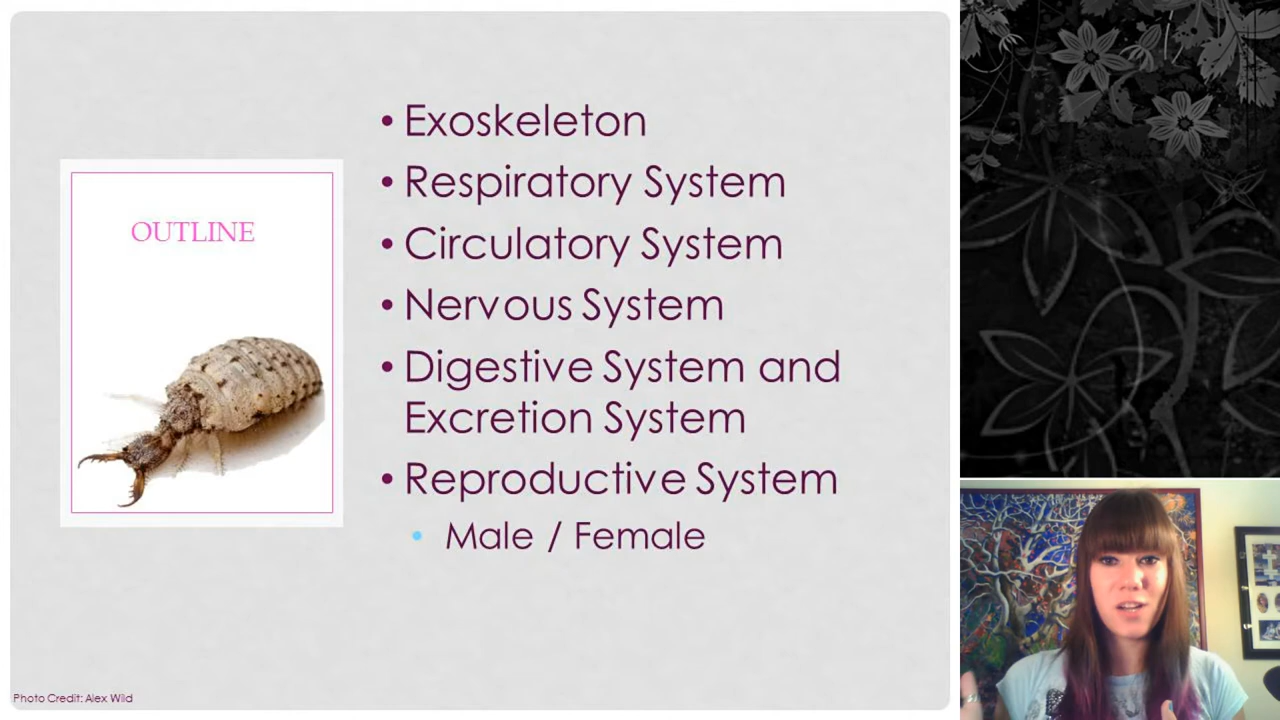 OUTLINE
• Exoskeleton
• Respiratory System
• Circulatory System
• Nervous System
• Digestive System and
Excretion System
• Reproductive System
• Male / Female
Photo Credit: Alex Wild